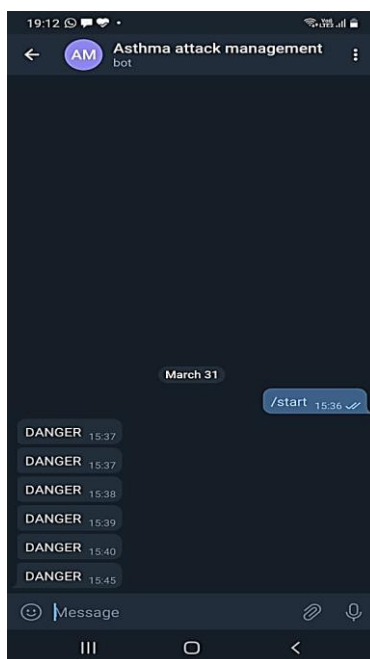 19:12
AM
Asthma attack management
bot
March 31
/start 15:36
DANGER 15:37
DANGER 15:37
DANGER 15:38
DANGER 15:39
DANGER 15:40
DANGER 15:45
Message